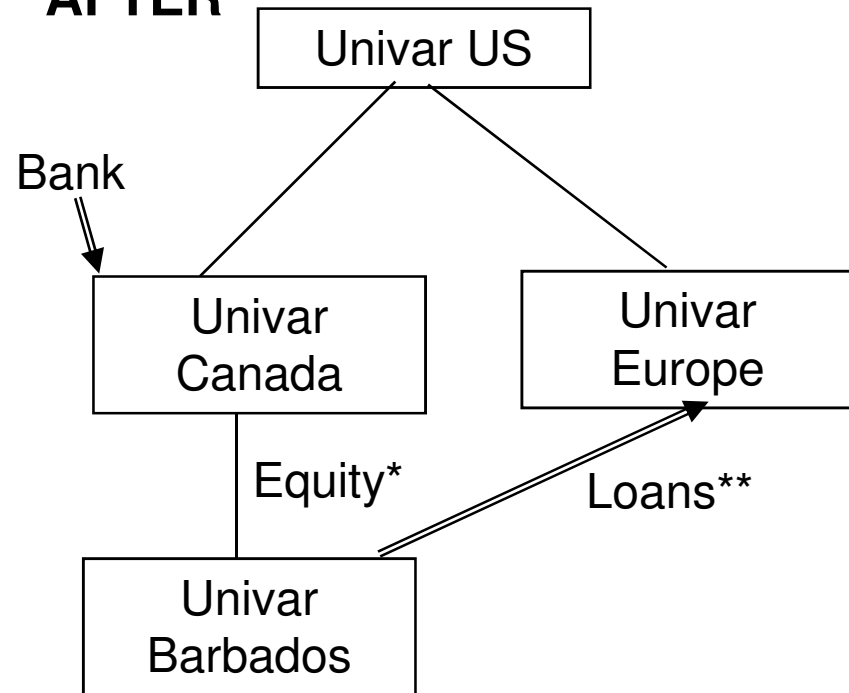 AFTER
Univar US
Bank
Univar
Canada
Univar
Europe
Equity*
Loans**
Univar
Barbados